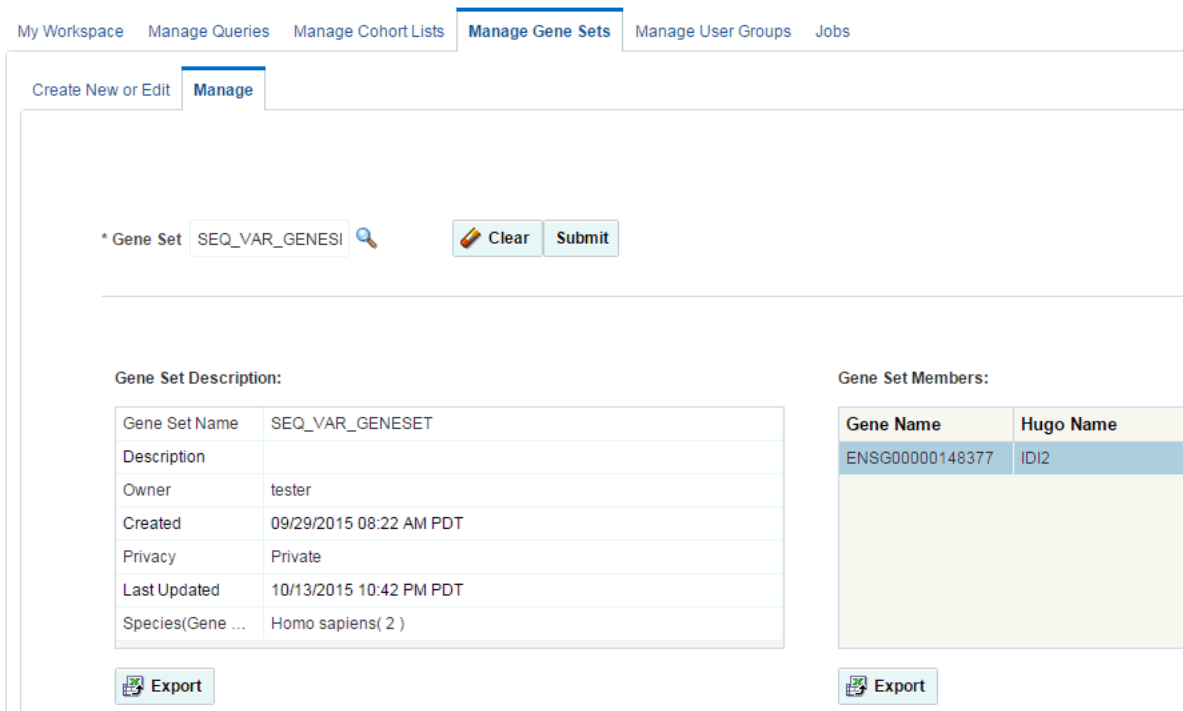 My Workspace Manage Queries Manage Cohort Lists Manage Gene Sets Manage User Groups Jobs
Create New or Edit Manage
* Gene Set SEQ_VAR_GENESI Clear Submit
Gene Set Description:
Gene Set Name SEQ_VAR_GENESET
Description
Owner tester
Created 09/29/2015 08:22 AM PDT
Privacy Private
Last Updated 10/13/2015 10:42 PM PDT
Species(Gene ... Homo sapiens( 2 )
Export
Gene Set Members:
Gene Name Hugo Name
ENSG00000148377 IDI2
Export